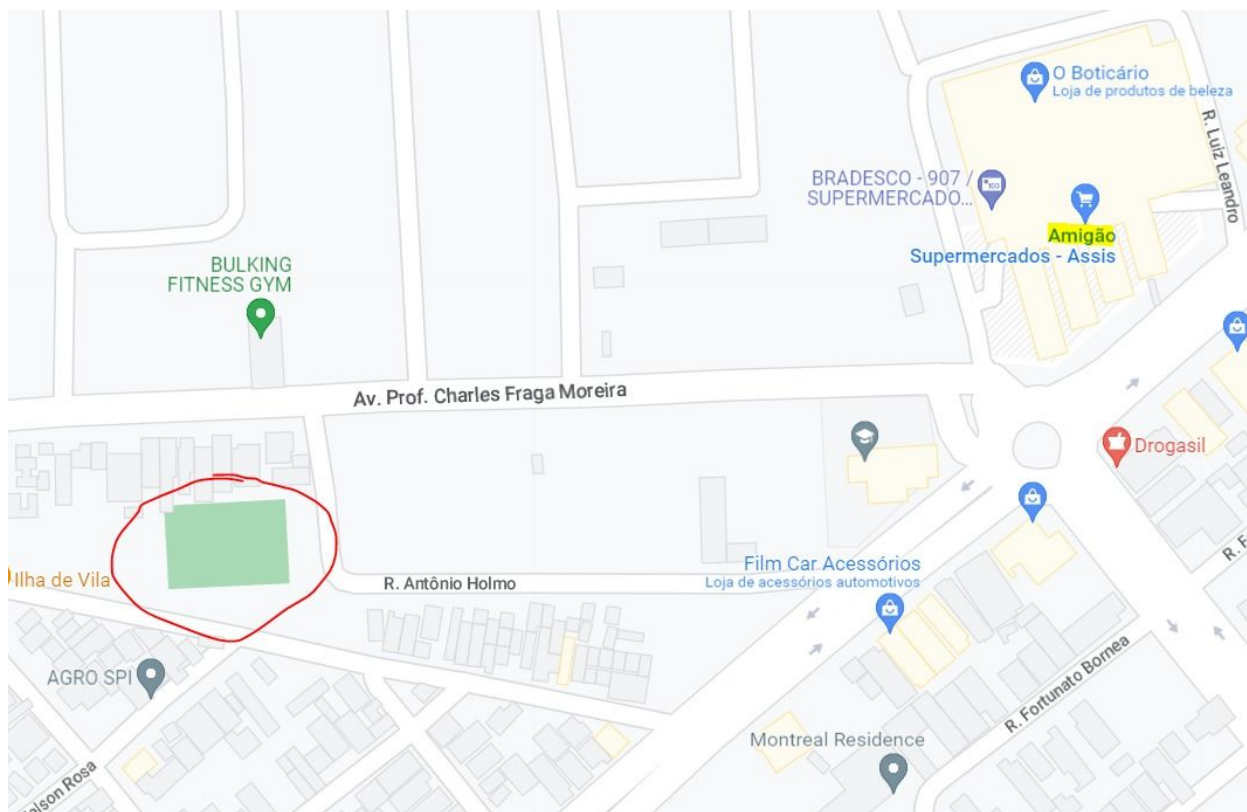 O Boticário
Loja de produtos de beleza
R. Luiz Leandro
BRADESCO - 907 /
SUPERMERCADO...
Amigão
Supermercados - Assis
BULKING
FITNESS GYM
Av. Prof. Charles Fraga Moreira
Drogasil
Ilha de Vila
R. Antônio Holmo
Film Car Acessórios
Loja de acessórios automotivos
AGRO SPI
R. Fortunato Bornea
Montreal Residence
Rosa